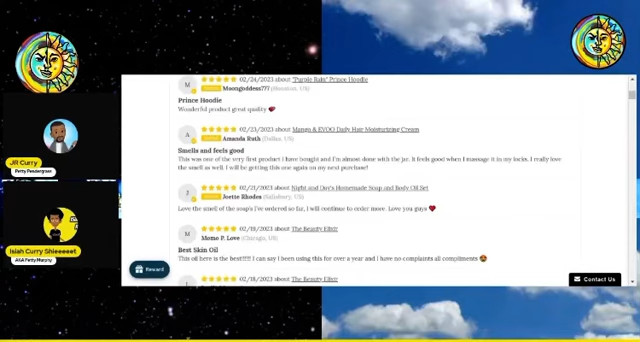 02/24/2023 about "Purple Rain" Prince Hoodie
M
Moongoddess777 (Houston, US)
Prince Hoodie
Wonderful product great quality
02/23/2023 about Mango & EVOO Daily Hair Moisturizing Cream
A
Amanda Ruth (Dallas, US)
Smells and feels good
This was one of the very first product I have bought and I'm almost done with the jar. It feels good when I massage it in my locks. I really love
the smell as well. I will be getting this one again on my next purchase!
02/21/2023 about Night and Day's Homemade Soap and Body Oil Set
J
Joette Rhodes (Salisbury, US)
Love the smell of the soap's I've ordered so far, I will continue to order more. Love you guys
02/19/2023 about The Beauty Elixir
M
Momo P. Love (Chicago, US)
Best Skin Oil
This oil here is the best!!!!! I can say I been using this for over a year and i have no complaints all compliments
02/18/2023 about The Beauty Elixir
Reward
Contact Us
JR Curry
Petty Pendergrass
Isiah Curry Shieeeeet
AKA Petty Murphy